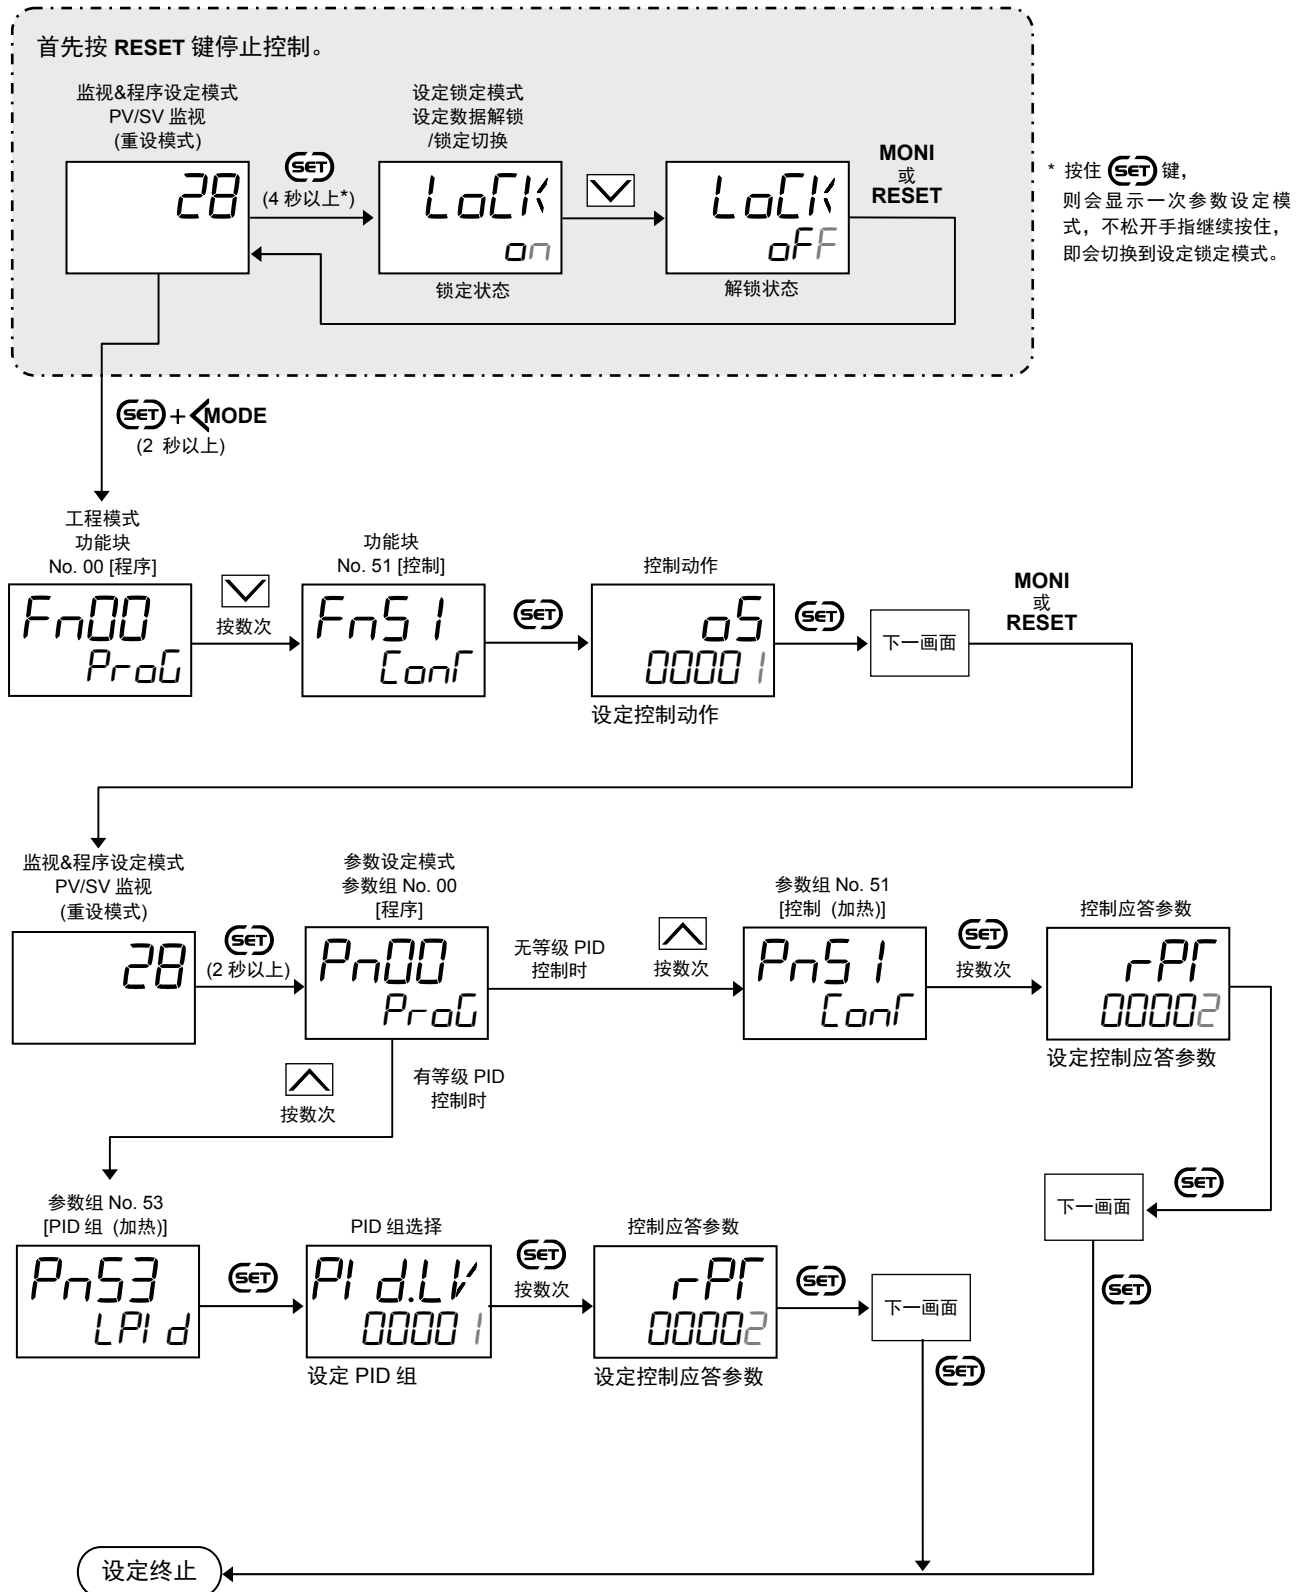 首先按 RESET 键停止控制。
监视&程序设定模式
PV/SV 监视
(重设模式)
28
SET
(4 秒以上*)
设定锁定模式
设定数据解锁
/锁定切换
LoCK
on
锁定状态
LoCK
oFF
解锁状态
MONI
或
RESET
* 按住 SET 键，
则会显示一次参数设定模
式，不松开手指继续按住，
即会切换到设定锁定模式。
SET + MODE
(2 秒以上)
工程模式
功能块
No. 00 [程序]
Fn00
ProG
按数次
功能块
No. 51 [控制]
Fn51
ConT
SET
控制动作
oS
00001
设定控制动作
SET
下一画面
MONI
或
RESET
监视&程序设定模式
PV/SV 监视
(重设模式)
28
SET
(2 秒以上)
参数设定模式
参数组 No. 00
[程序]
Pn00
ProG
无等级 PID
控制时
按数次
参数组 No. 51
[控制 (加热)]
Pn51
ConT
SET
按数次
控制应答参数
rPT
00002
设定控制应答参数
按数次
有等级 PID
控制时
SET
下一画面
SET
参数组 No. 53
[PID 组 (加热)]
Pn53
LPId
SET
PID 组选择
PId.LV
00001
设定 PID 组
SET
按数次
控制应答参数
rPT
00002
设定控制应答参数
SET
下一画面
SET
设定终止